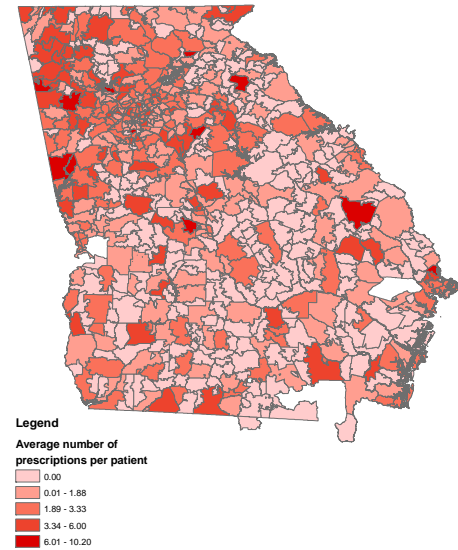 Legend
Average number of
prescriptions per patient
0.00
0.01 - 1.88
1.89 - 3.33
3.34 - 6.00
6.01 - 10.20